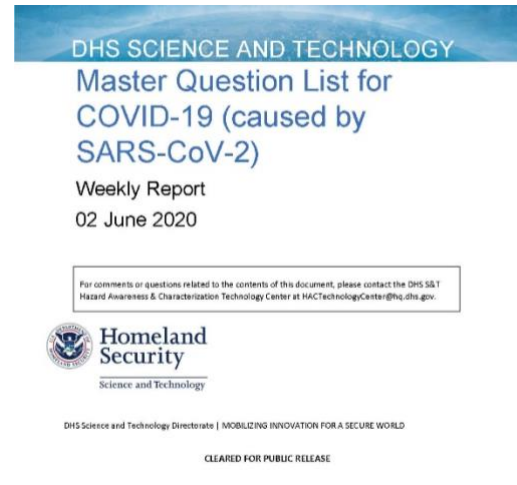 DHS SCIENCE AND TECHNOLOGY
Master Question List for
COVID-19 (caused by
SARS-CoV-2)
Weekly Report
02 June 2020
For comments or questions related to the contents of this document, please contact the DHS S&T
Hazard Awareness & Characterization Technology Center at HACTechnologyCenter@hq.dhs.gov.
Homeland
Security
Science and Technology
DHS Science and Technology Directorate | MOBILIZING INNOVATION FOR A SECURE WORLD
CLEARED FOR PUBLIC RELEASE